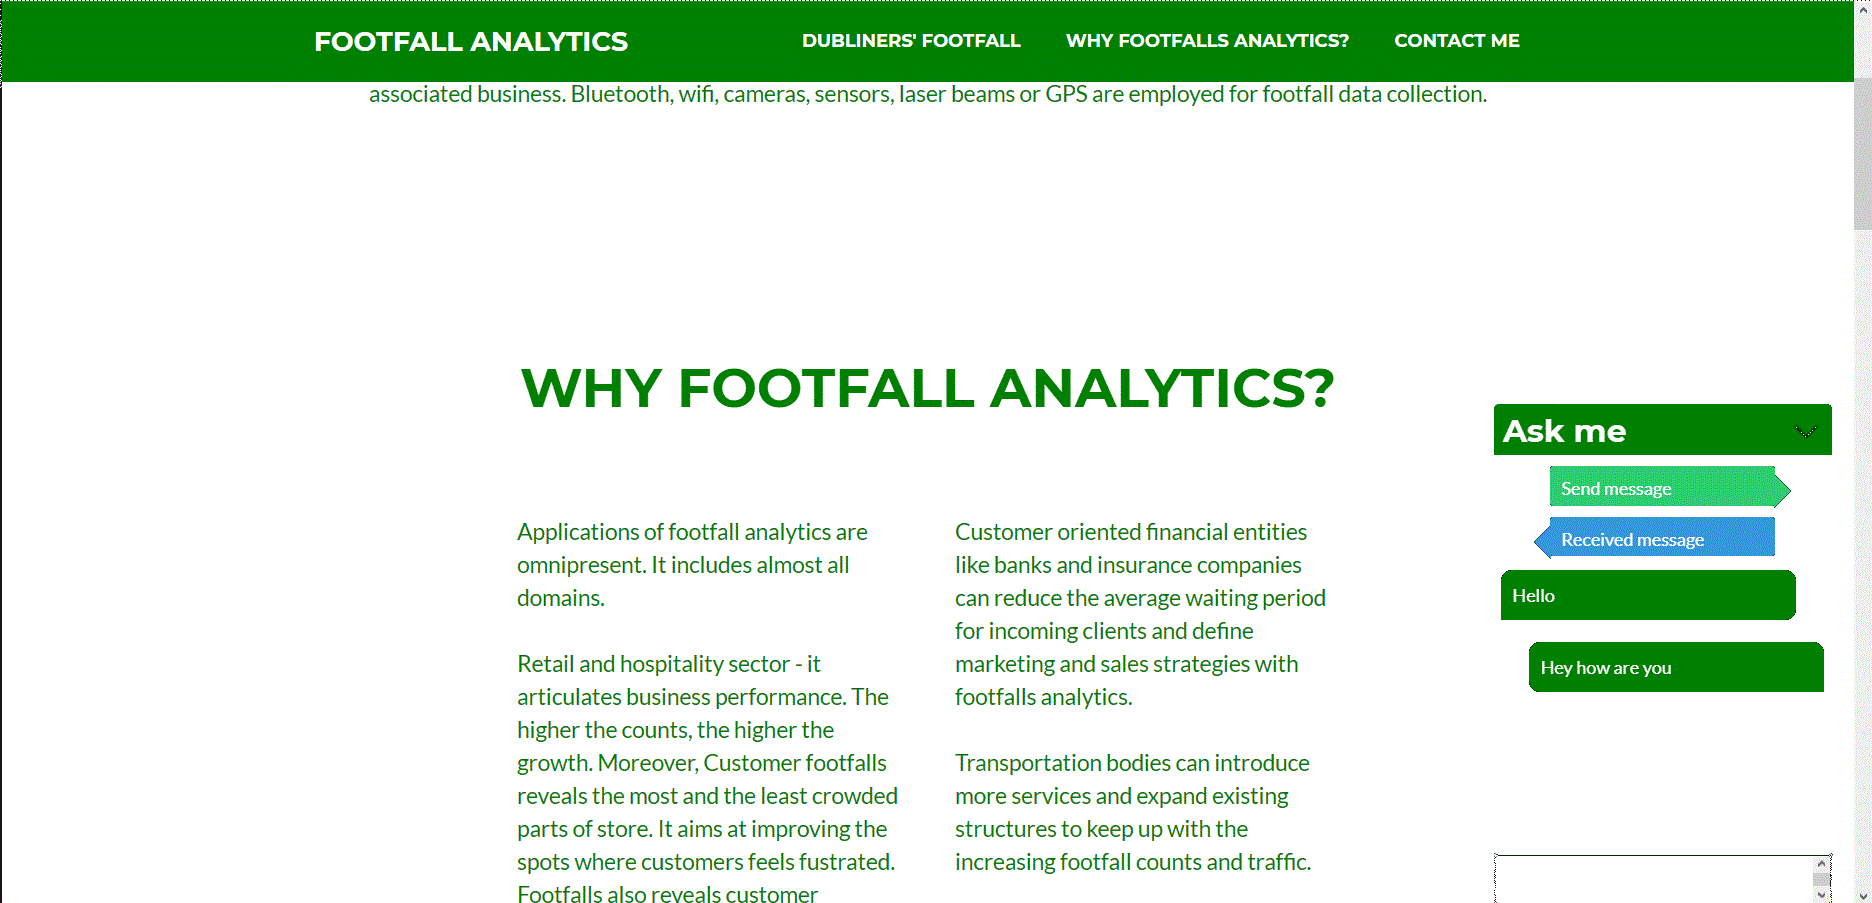 FOOTFALL ANALYTICS
DUBLINERS' FOOTFALL
WHY FOOTFALLS ANALYTICS?
CONTACT ME
associated business. Bluetooth, wifi, cameras, sensors, laser beams or GPS are employed for footfall data collection.
WHY FOOTFALL ANALYTICS?
Applications of footfall analytics are
omnipresent. It includes almost all
domains.
Retail and hospitality sector - it
articulates business performance. The
higher the counts, the higher the
growth. Moreover, Customer footfalls
reveals the most and the least crowded
parts of store. It aims at improving the
spots where customers feels fustrated.
Footfalls also reveals customer
Customer oriented financial entities
like banks and insurance companies
can reduce the average waiting period
for incoming clients and define
marketing and sales strategies with
footfalls analytics.
Transportation bodies can introduce
more services and expand existing
structures to keep up with the
increasing footfall counts and traffic.
Ask me
Send message
Received message
Hello
Hey how are you